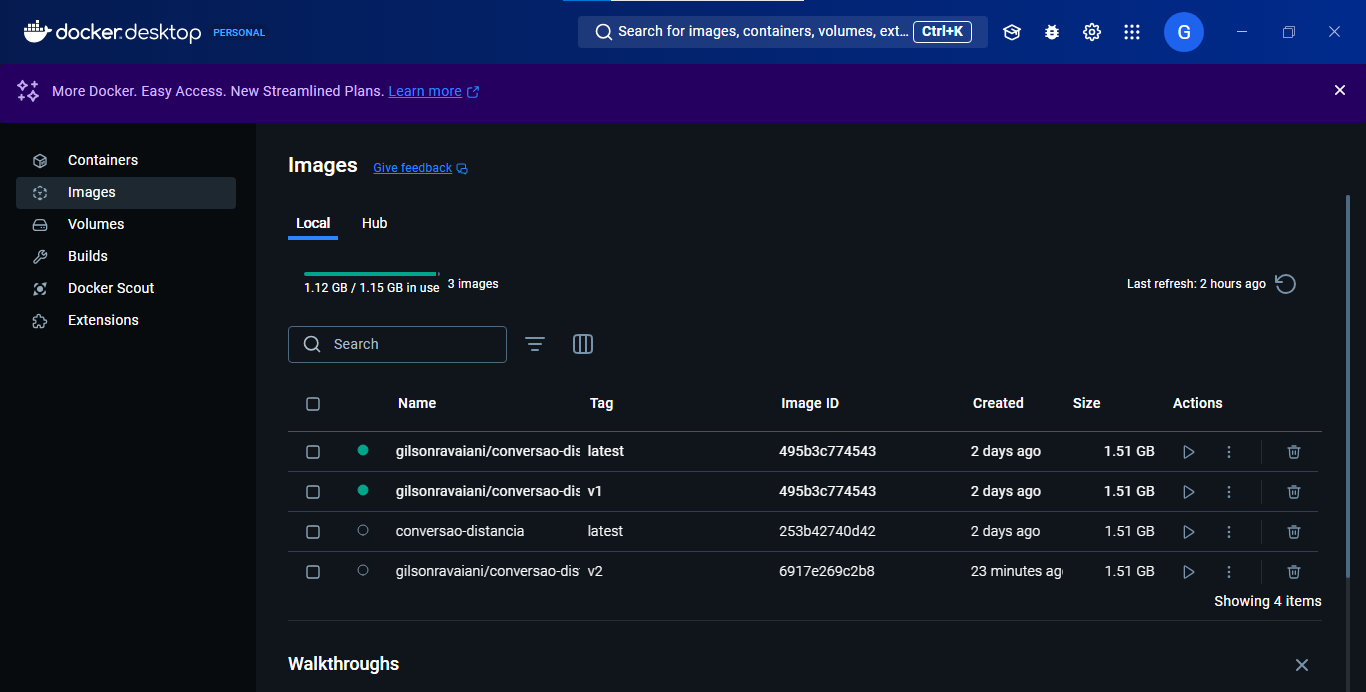 docker.desktop PERSONAL
Search for images, containers, volumes, ext... Ctrl+K
G
More Docker. Easy Access. New Streamlined Plans. Learn more
Containers
Images
Volumes
Builds
Docker Scout
Extensions
Images Give feedback
Local Hub
1.12 GB / 1.15 GB in use 3 images
Last refresh: 2 hours ago
Search
Name Tag Image ID Created Size Actions
gilsonravaiani/conversao-dis latest 495b3c774543 2 days ago 1.51 GB
gilsonravaiani/conversao-dis v1 495b3c774543 2 days ago 1.51 GB
conversao-distancia latest 253b42740d42 2 days ago 1.51 GB
gilsonravaiani/conversao-dis v2 6917e269c2b8 23 minutes ag 1.51 GB
Showing 4 items
Walkthroughs